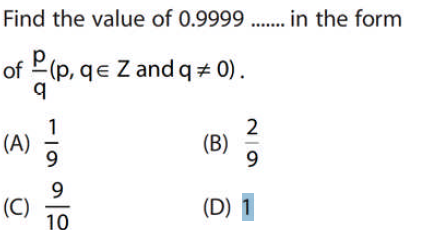 Find the value of 0.9999 ....... in the form
of p/q (p, q ∈ Z and q ≠ 0).
(A) 1/9 (B) 2/9
(C) 9/10 (D) 1